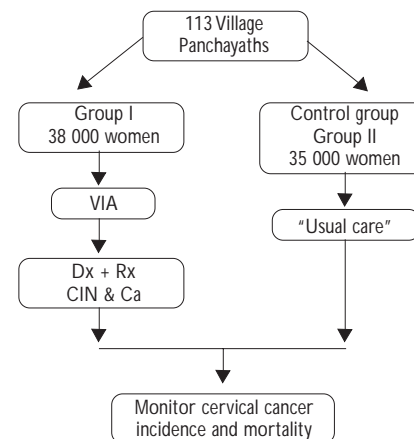 113 Village
Panchayaths
Group I
38 000 women
Control group
Group II
35 000 women
VIA
“Usual care”
Dx + Rx
CIN & Ca
Monitor cervical cancer
incidence and mortality